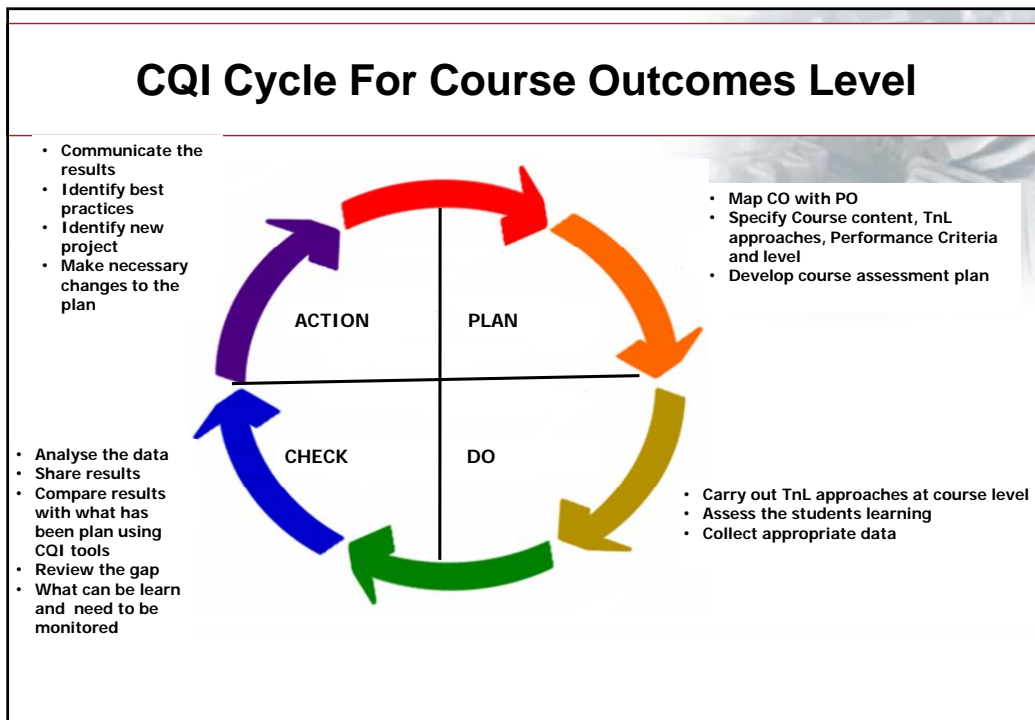 CQI Cycle For Course Outcomes Level
• Communicate the
results
• Identify best
practices
• Identify new
project
• Make necessary
changes to the
plan
• Map CO with PO
• Specify Course content, TnL
approaches, Performance Criteria
and level
• Develop course assessment plan
ACTION
PLAN
CHECK
DO
• Analyse the data
• Share results
• Compare results
with what has
been plan using
CQI tools
• Review the gap
• What can be learn
and need to be
monitored
• Carry out TnL approaches at course level
• Assess the students learning
• Collect appropriate data